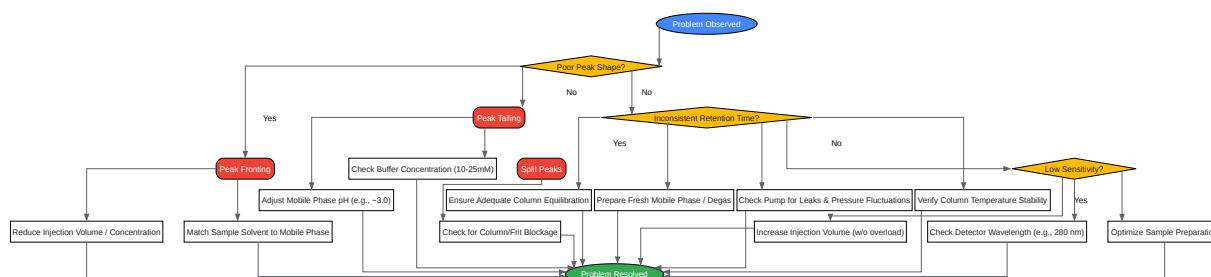 Problem Observed
Poor Peak Shape?
No
No
Yes
Peak Tailing
Inconsistent Retention Time?
Yes
No
Peak Fronting
Check Buffer Concentration (10-25mM)
Split Peaks
Low Sensitivity?
Adjust Mobile Phase pH (e.g., ~3.0)
Ensure Adequate Column Equilibration
Prepare Fresh Mobile Phase / Degas
Check Pump for Leaks & Pressure Fluctuations
Verify Column Temperature Stability
Yes
Reduce Injection Volume / Concentration
Match Sample Solvent to Mobile Phase
Check for Column/Frit Blockage
Increase Injection Volume (w/o overload)
Check Detector Wavelength (e.g., 280 nm)
Optimize Sample Preparatio
Problem Resolved